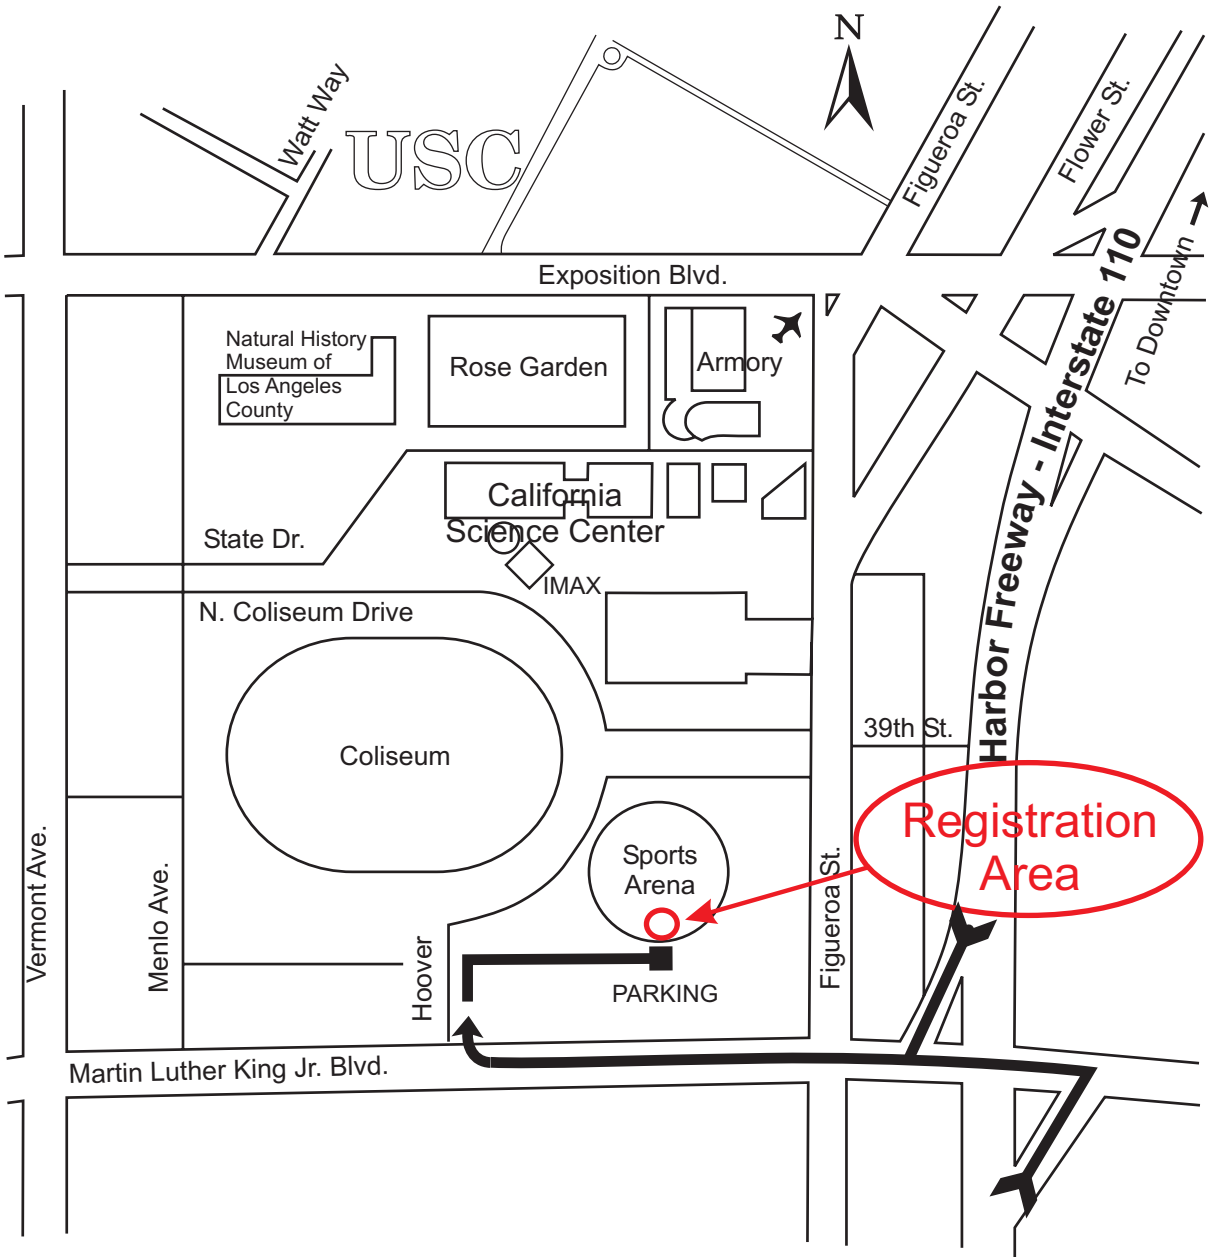 N
Watt Way
USC
Figueroa St.
Flower St.
Exposition Blvd.
Harbor Freeway - Interstate 110
To Downtown
Natural History
Museum of
Los Angeles
County
Rose Garden
Armory
California
Science Center
State Dr.
IMAX
N. Coliseum Drive
39th St.
Coliseum
Registration
Area
Sports
Arena
Vermont Ave.
Menlo Ave.
Hoover
Figueroa St.
PARKING
Martin Luther King Jr. Blvd.